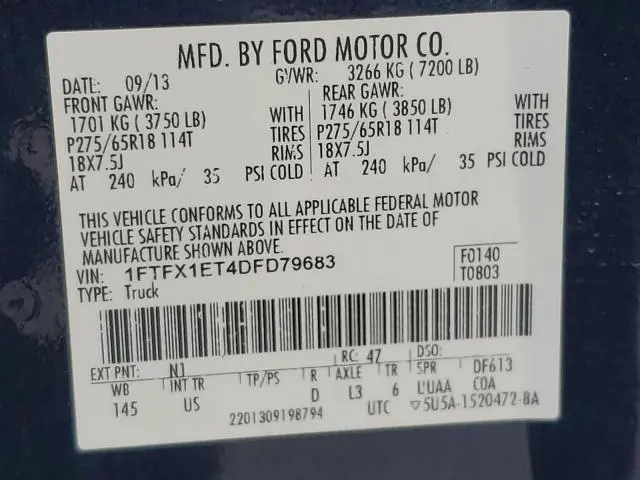 MFD. BY FORD MOTOR CO.
DATE: 09/13 GVWR: 3266 KG ( 7200 LB)
FRONT GAWR: REAR GAWR:
1701 KG ( 3750 LB) WITH 1746 KG ( 3850 LB) WITH
P275/65R18 114T TIRES P275/65R18 114T TIRES
18X7.5J RIMS 18X7.5J RIMS
AT 240 kPa/ 35 PSI COLD AT 240 kPa/ 35 PSI COLD
THIS VEHICLE CONFORMS TO ALL APPLICABLE FEDERAL MOTOR
VEHICLE SAFETY STANDARDS IN EFFECT ON THE DATE OF
MANUFACTURE SHOWN ABOVE.
VIN: 1FTFX1ET4DFD79683 F0140
TYPE: Truck T0803
EXT PNT: N1 RC: 47 DSO:
WB INT TR TP/PS R AXLE TR SPR DF613
145 US D L3 6 L'UAA COA
2201309198794 UTC ▽5U5A-1520472-BA